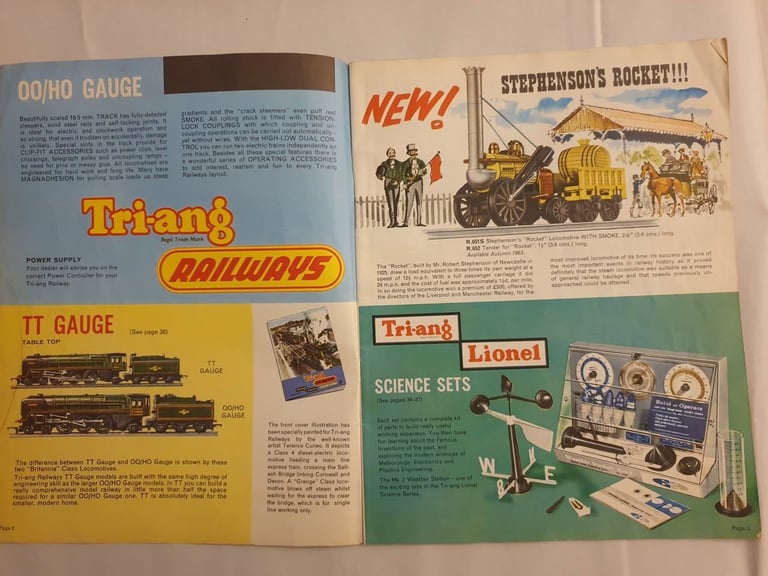 OO/HO GAUGE
Beautifully scaled 16·5 mm. TRACK has fully-detailed
sleepers, solid steel rails and self-locking joints. It
is ideal for electric and clockwork operation and
so strong, that even if trodden on accidentally, damage
is unlikely. Special slots in the track provide for
CLIP-FIT ACCESSORIES such as power clips, level
crossings, telegraph poles and uncoupling ramps —
no need for pins or messy glue. All locomotives are
engineered for hard work and long life. Many have
MAGNADHESION for pulling scale loads up steep
gradients and the "crack steamers" even puff real
SMOKE. All rolling stock is fitted with TENSION-
LOCK COUPLINGS with which coupling and un-
coupling operations can be carried out automatically —
yet without wires. With the HIGH-LOW DUAL CON-
TROL you can run two electric trains independently on
one track. Besides all these special features there is
a wonderful series of OPERATING ACCESSORIES
to add interest, realism and fun to every Tri-ang
Railways layout.
Tri-ang
Regd. Trade Mark
RAILWAYS
POWER SUPPLY
Your dealer will advise you on the
correct Power Controller for your
Tri-ang Railway.
TT GAUGE (See page 38)
TABLE TOP
TT
GAUGE
OO/HO
GAUGE
The difference between TT Gauge and OO/HO Gauge is shown by these
two "Britannia" Class Locomotives.
Tri-ang Railways TT Gauge models are built with the same high degree of
engineering skill as the larger OO/HO Gauge models. In TT you can build a
really comprehensive model railway in little more than half the space
required for a similar OO/HO Gauge one. TT is absolutely ideal for the
smaller, modern home.
Tri-ang
RAILWAYS
The front cover illustration has
been specially painted for Tri-ang
Railways by the well-known
artist Terence Cuneo. It depicts
a Class 4 diesel-electric loco-
motive heading a main line
express train, crossing the Salt-
ash Bridge linking Cornwall and
Devon. A "Grange" Class loco-
motive blows off steam whilst
waiting for the express to clear
the bridge, which is for single
line working only.
NEW!
STEPHENSON'S ROCKET!!!
R.651S Stephenson's "Rocket" Locomotive WITH SMOKE.
R.652 Tender for "Rocket".
Available Autumn 1963.
The "Rocket", built by Mr. Robert Stephenson of Newcastle in
drew a load equivalent to three times its own weight at a
speed of 12½ m.p.h. With a full passenger carriage it did
24 m.p.h. and the cost of fuel was approximately 1½d. per mile.
In so doing the locomotive won a premium of £500, offered by
the directors of the Liverpool and Manchester Railway, for the
most improved locomotive of its time. Its success was one of
the most important events in railway history as it proved
definitely that the steam locomotive was suitable as a means
of general railway haulage and that speeds previously un-
approached could be attained.
Tri-ang
Lionel
SCIENCE SETS
(See pages 34-37)
Each set contains a complete kit
of parts to build really useful
working apparatus. You then have
fun learning about the Famous
Inventions of the past, and
exploring the modern sciences of
Meteorology, Electronics and
Plastics Engineering.
The Mk. 2 Weather Station – one of
the exciting sets in the Tri-ang Lionel
Science Series.
Build and Operate
W
S
E
Page
Page